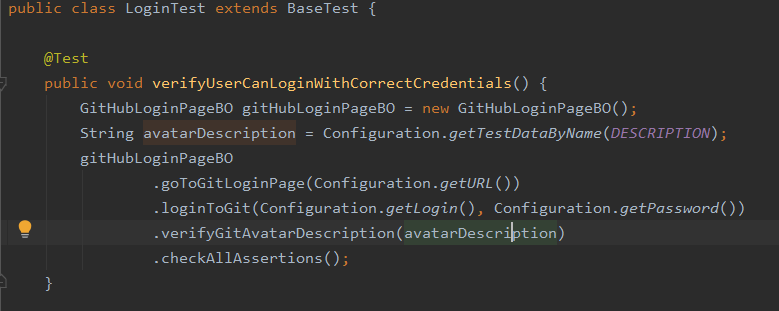 public class LoginTest extends BaseTest {
@Test
public void verifyUserCanLoginWithCorrectCredentials() {
GitHubLoginPageBO gitHubLoginPageBO = new GitHubLoginPageBO();
String avatarDescription = Configuration.getTestDataByName(DESCRIPTION);
gitHubLoginPageBO
.goToGitLoginPage(Configuration.getURL())
.loginToGit(Configuration.getLogin(), Configuration.getPassword())
.verifyGitAvatarDescription(avatarDescription)
.checkAllAssertions();
}